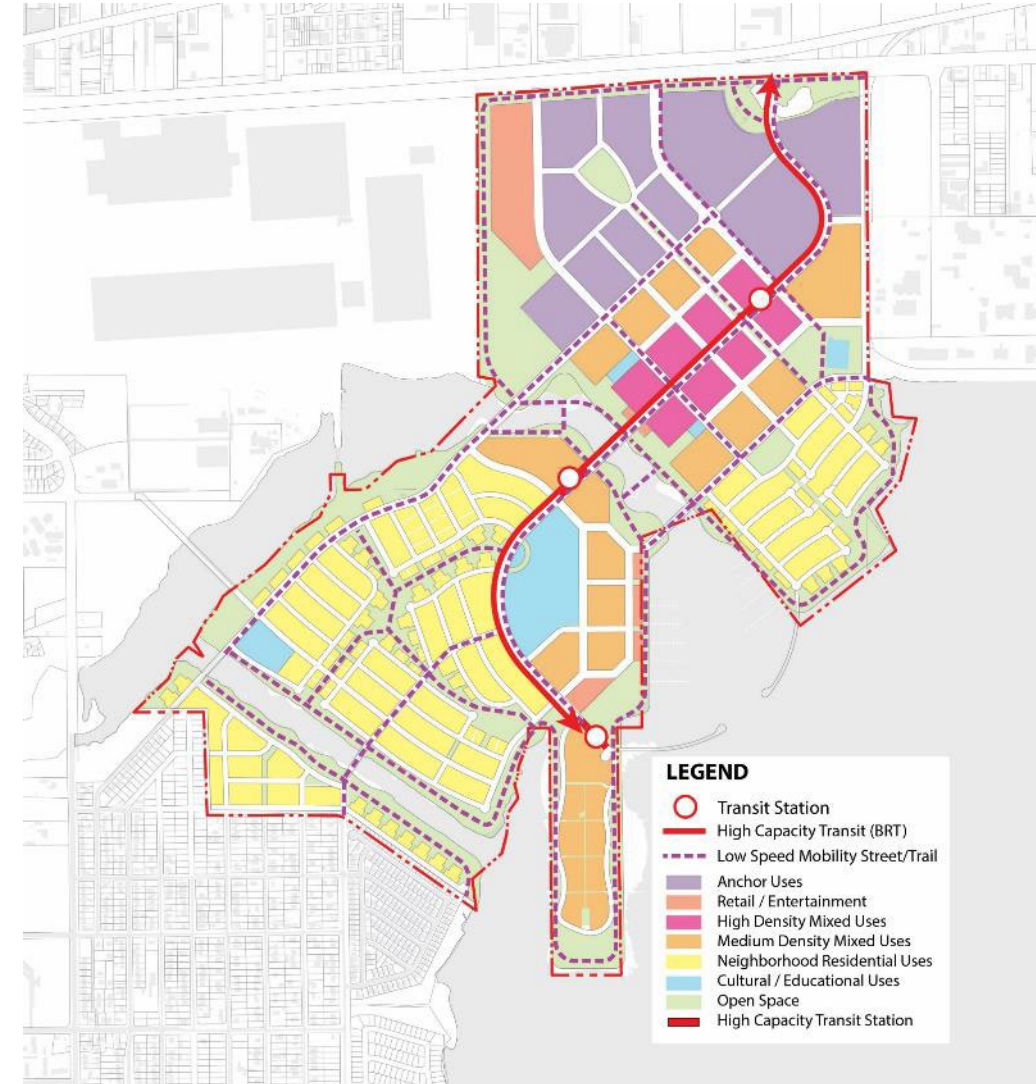 LEGEND
Transit Station
High Capacity Transit (BRT)
Low Speed Mobility Street/Trail
Anchor Uses
Retail / Entertainment
High Density Mixed Uses
Medium Density Mixed Uses
Neighborhood Residential Uses
Cultural / Educational Uses
Open Space
High Capacity Transit Station